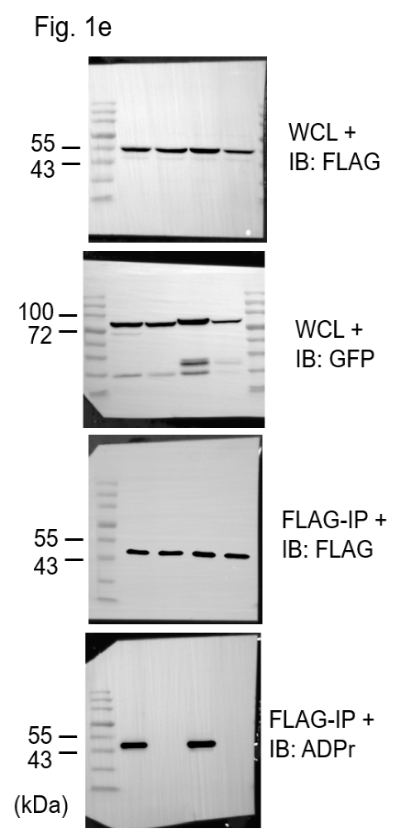 Fig. 1e
55
43
WCL +
IB: FLAG
100
72
WCL +
IB: GFP
55
43
FLAG-IP +
IB: FLAG
55
43
FLAG-IP +
IB: ADPr
(kDa)